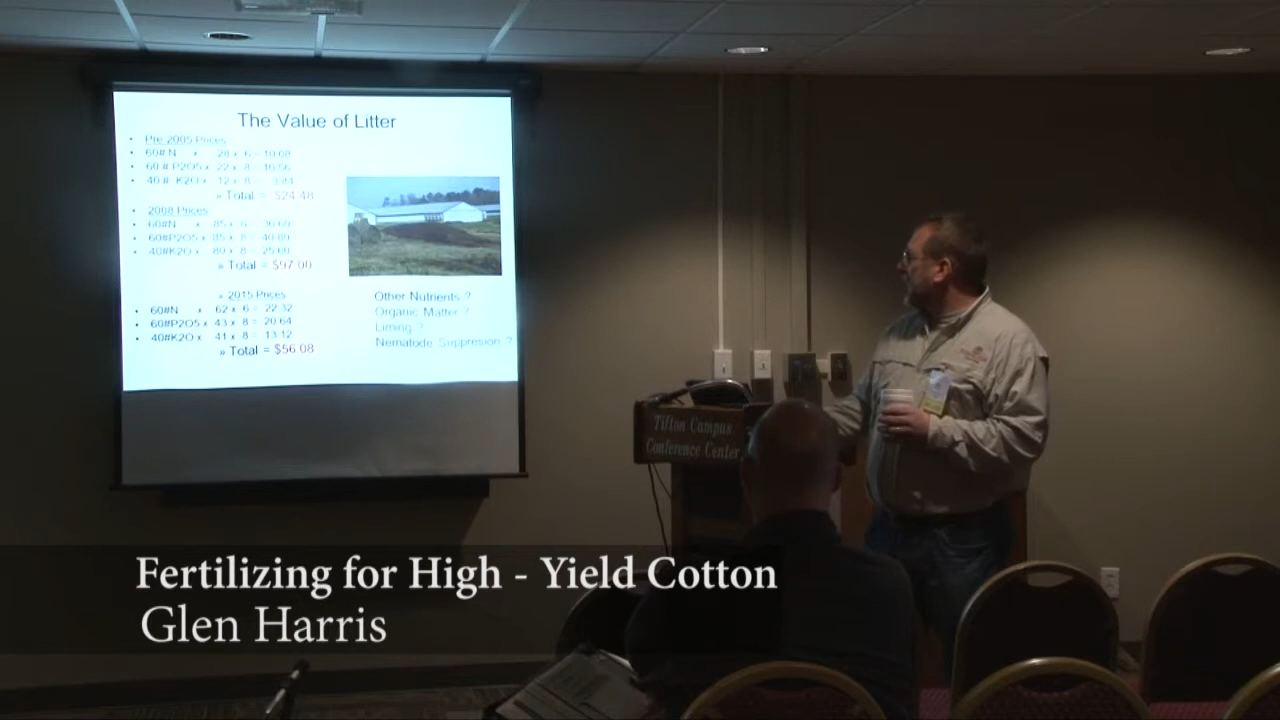 The Value of Litter
• Pre 2005 Prices
• 60# N x 28 x 6 = 10.08
• 60 # P2O5 x 22 x 8 = 10.56
• 40 # K2O x 12 x 8 = 3.84
» Total = $24.48
• 2008 Prices
• 60#N x 85 x 6 = 30.60
• 60#P2O5 x 85 x 8 = 40.80
• 40#K2O x 80 x 8 = 25.60
» Total = $97.00
» 2015 Prices
• 60#N x 62 x 6 = 22.32
• 60#P2O5 x 43 x 8 = 20.64
• 40#K2O x 41 x 8 = 13.12
» Total = $56.08
Other Nutrients ?
Organic Matter ?
Liming ?
Nematode Suppresion ?
Tifton Campus
Conference Center
Fertilizing for High - Yield Cotton
Glen Harris